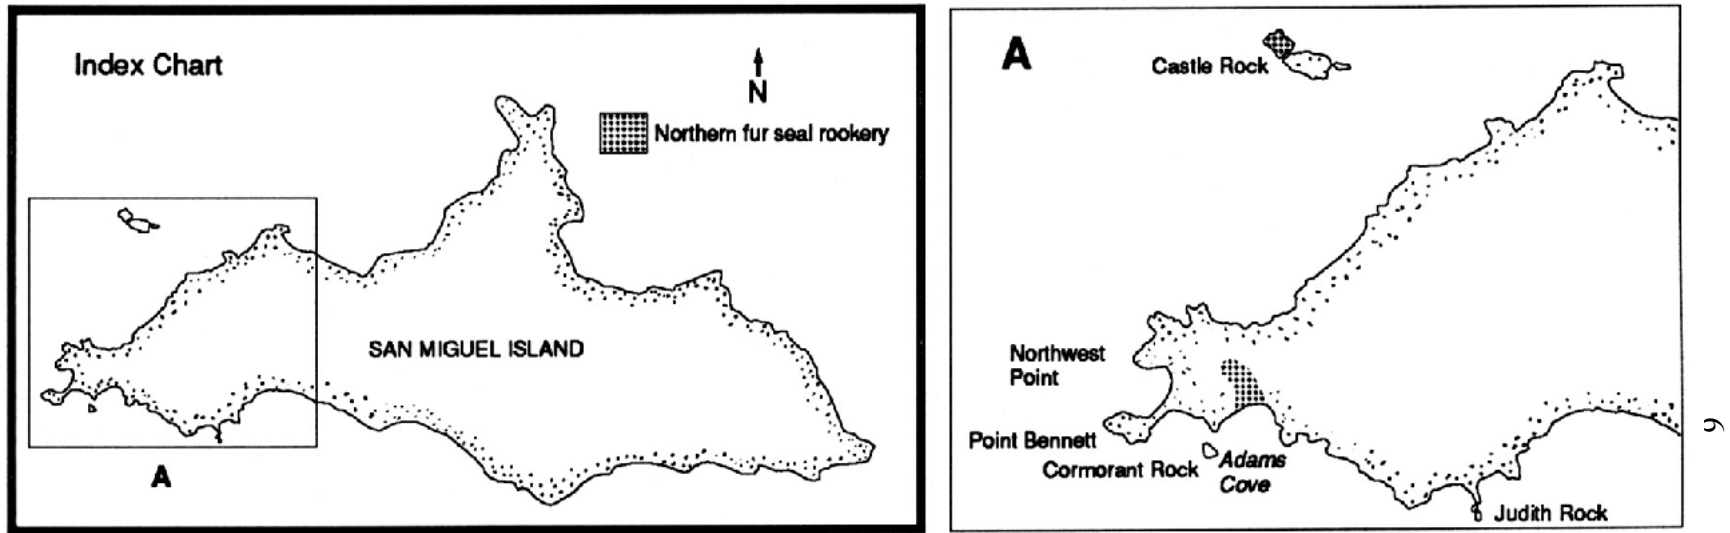 Index Chart
N
Northern fur seal rookery
SAN MIGUEL ISLAND
A
A
Castle Rock
Northwest
Point
Point Bennett
Cormorant Rock
Adams
Cove
Judith Rock
9